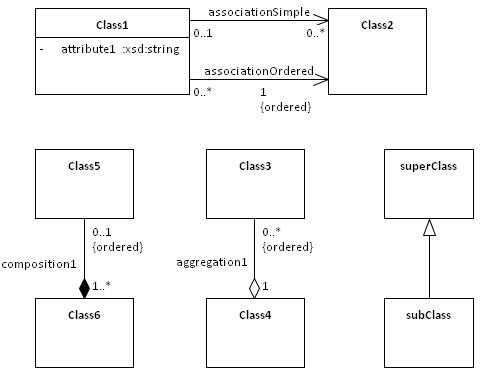 associationSimple
Class1
Class2
0..1
0..*
- attribute1 :xsd:string
associationOrdered
0..*
1
{ordered}
Class5
Class3
superClass
0..1
{ordered}
0..*
{ordered}
composition1
aggregation1
1..*
1
Class6
Class4
subClass